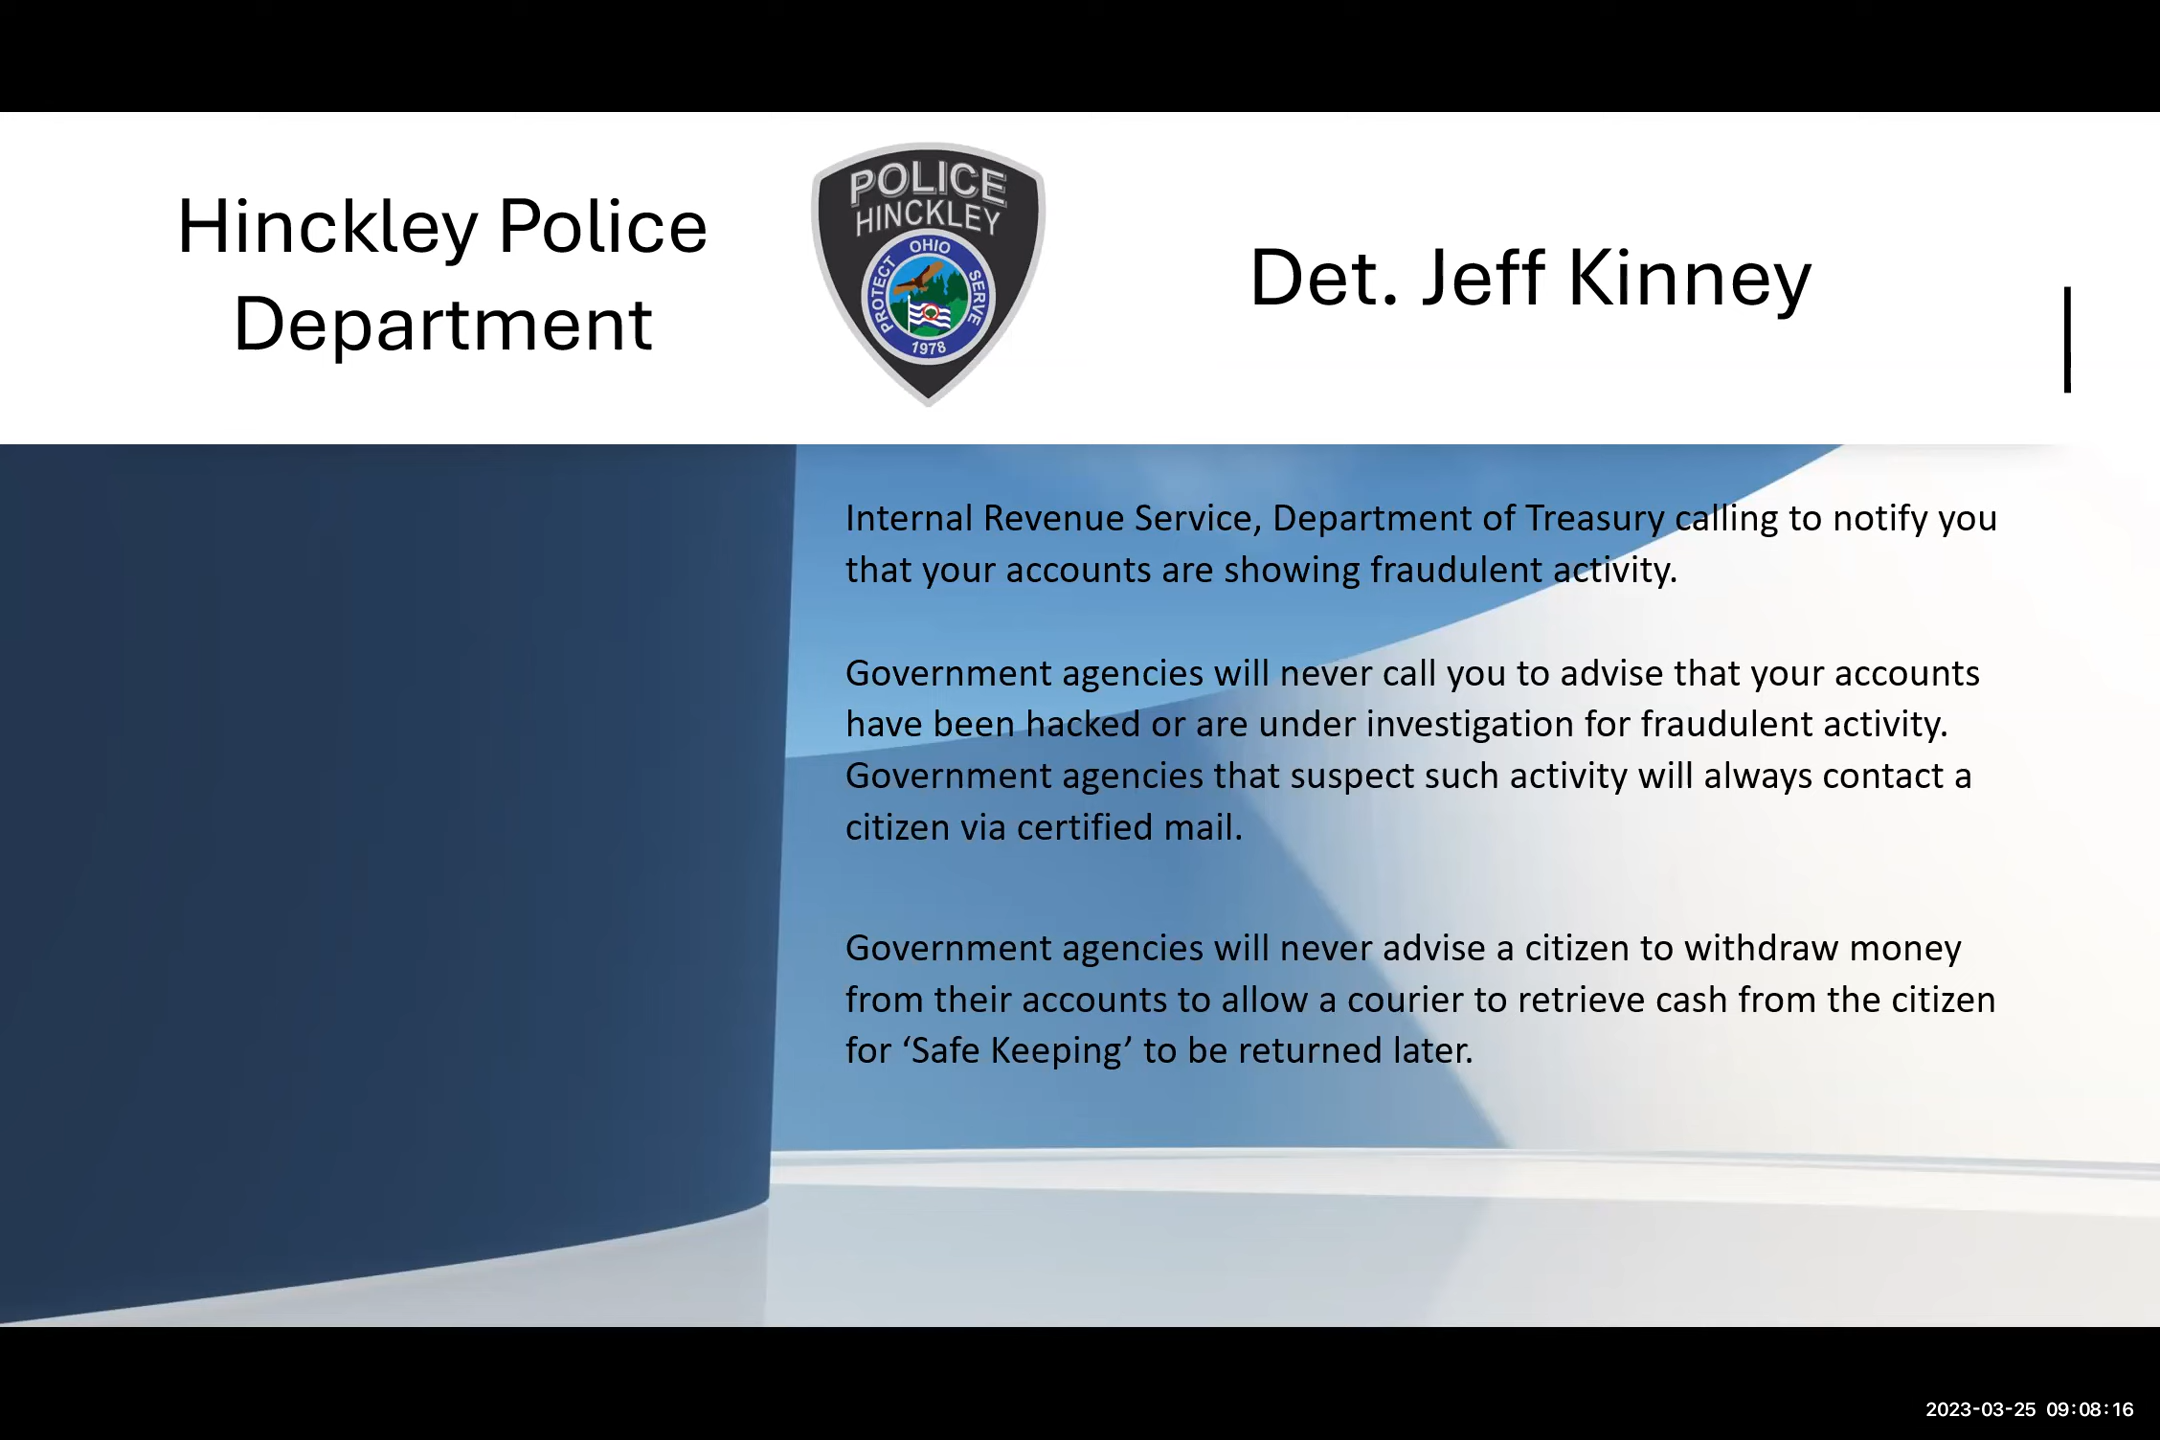 Hinckley Police
Department
POLICE
HINCKLEY
OHIO
PROTECT
SERVE
1978
Det. Jeff Kinney
Internal Revenue Service, Department of Treasury calling to notify you
that your accounts are showing fraudulent activity.
Government agencies will never call you to advise that your accounts
have been hacked or are under investigation for fraudulent activity.
Government agencies that suspect such activity will always contact a
citizen via certified mail.
Government agencies will never advise a citizen to withdraw money
from their accounts to allow a courier to retrieve cash from the citizen
for ‘Safe Keeping’ to be returned later.
2023-03-25 09:08:16